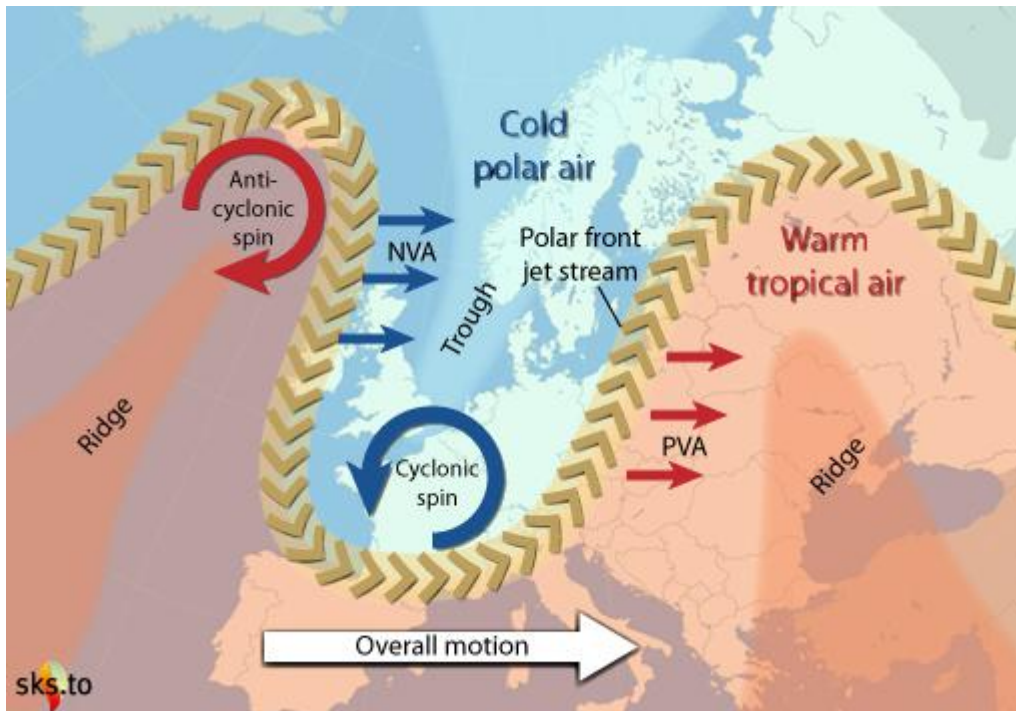 Cold
polar air
Anti-
cyclonic
spin
NVA
Polar front
jet stream
Warm
tropical air
Trough
Ridge
PVA
Ridge
Cyclonic
spin
Overall motion
sks.to